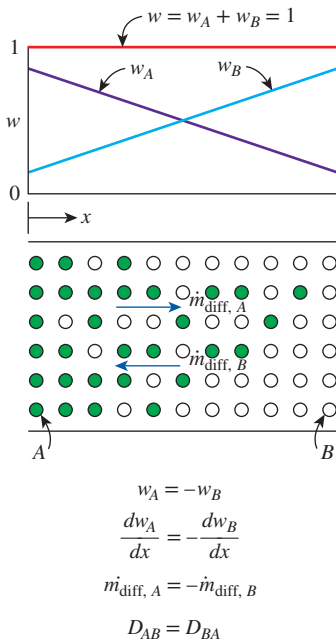 w = w_A + w_B = 1
1
w_A
w_B
w
0
x
ṁ_diff, A
ṁ_diff, B
A
B
w_A = −w_B
dw_A/dx = −dw_B/dx
ṁ_diff, A = −ṁ_diff, B
D_AB = D_BA